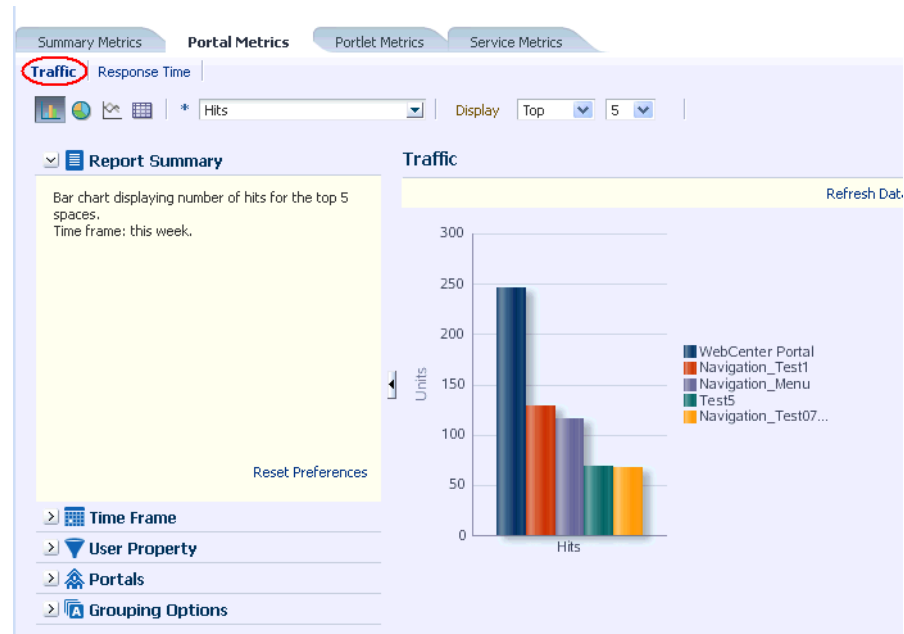 Summary Metrics Portal Metrics Portlet Metrics Service Metrics
Traffic Response Time
* Hits Display Top 5
Report Summary
Bar chart displaying number of hits for the top 5
spaces.
Time frame: this week.
Reset Preferences
Time Frame
User Property
Portals
Grouping Options
Traffic
Refresh Data
300
250
200
150
100
50
0
Units
Hits
WebCenter Portal
Navigation_Test1
Navigation_Menu
Test5
Navigation_Test07...